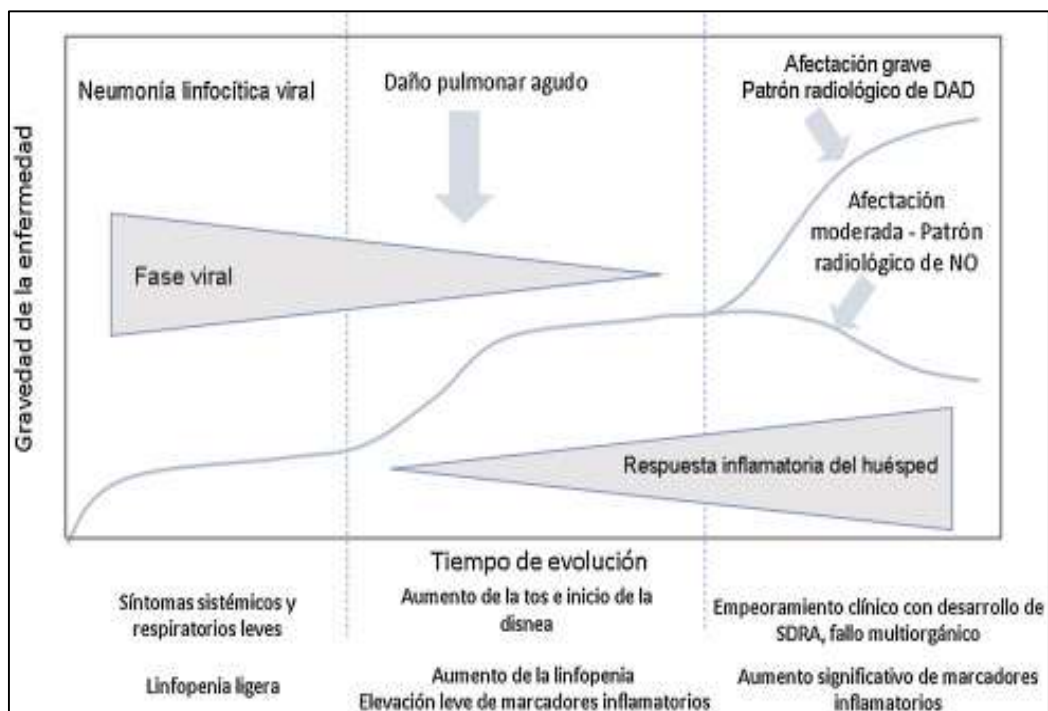 Gravedad de la enfermedad
Neumonía linfocítica viral
Daño pulmonar agudo
Afectación grave
Patrón radiológico de DAD
Afectación
moderada - Patrón
radiológico de NO
Fase viral
Respuesta inflamatoria del huésped
Tiempo de evolución
Síntomas sistémicos y
respiratorios leves
Linfopenia ligera
Aumento de la tos e inicio de la
disnea
Aumento de la linfopenia
Elevación leve de marcadores inflamatorios
Empeoramiento clínico con desarrollo de
SDRA, fallo multiorgánico
Aumento significativo de marcadores
inflamatorios